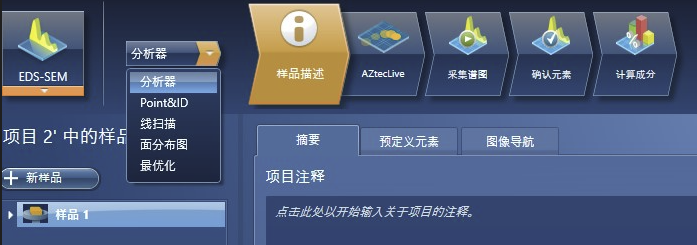 EDS-SEM
分析器
分析器
Point&ID
线扫描
面分布图
最优化
样品描述
AZtecLive
采集谱图
确认元素
计算成分
项目 2' 中的样品
新样品
样品 1
摘要
预定义元素
图像导航
项目注释
点击此处以开始输入关于项目的注释。